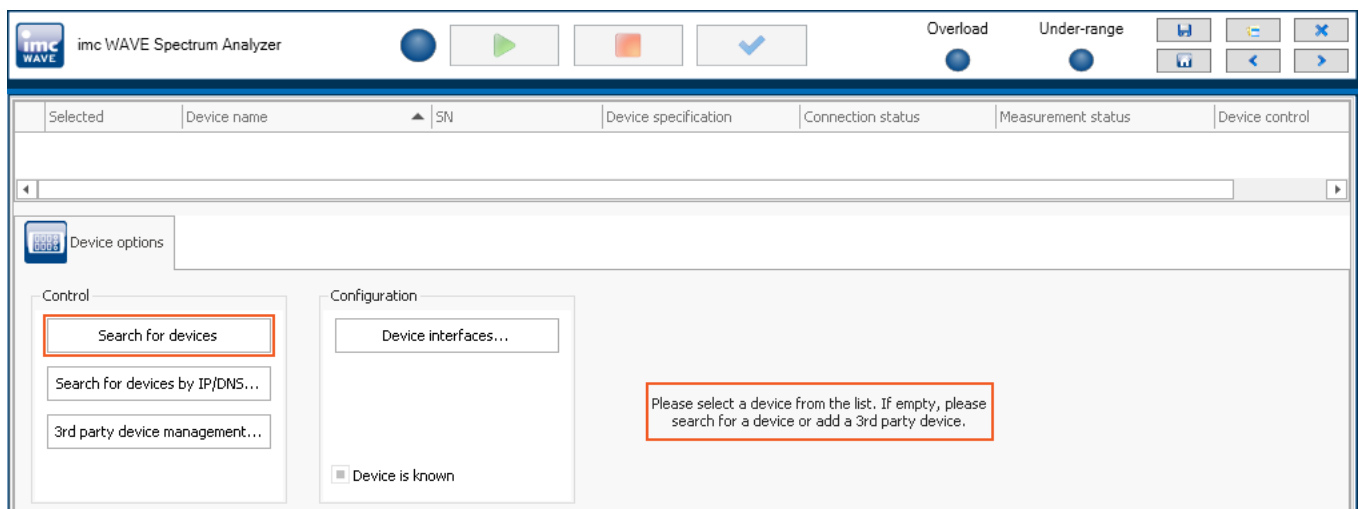 imc WAVE
imc WAVE Spectrum Analyzer
Overload
Under-range
Selected Device name SN Device specification Connection status Measurement status Device control
Device options
Control
Search for devices
Search for devices by IP/DNS...
3rd party device management...
Configuration
Device interfaces...
Device is known
Please select a device from the list. If empty, please
search for a device or add a 3rd party device.